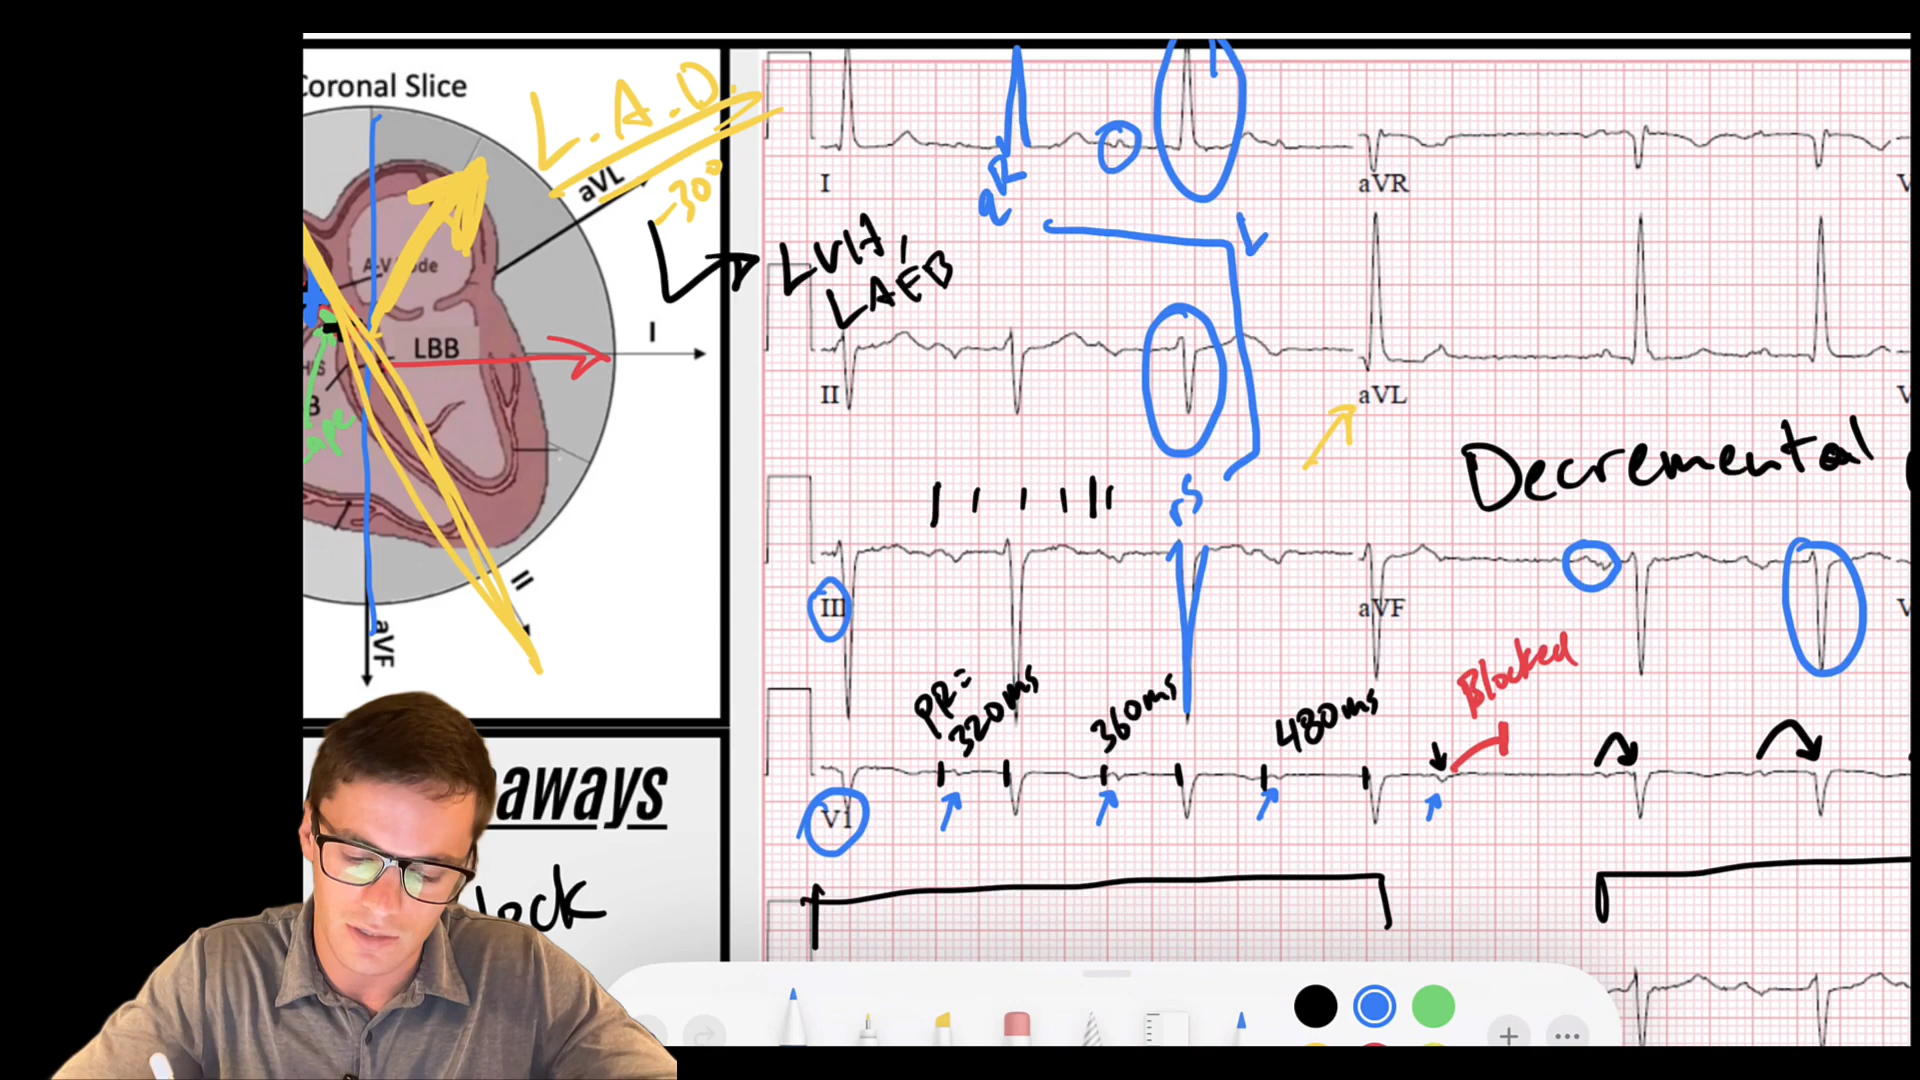 Coronal Slice
L.A.D.
aVL
-30°
A-V Node
LBB
I
II
aVF
LVH,
LAFB
I
qR
aVR
II
aVL
rS
Decremental
III
aVF
PR=
320ms
360ms
480ms
Blocked
V1
aways
lock